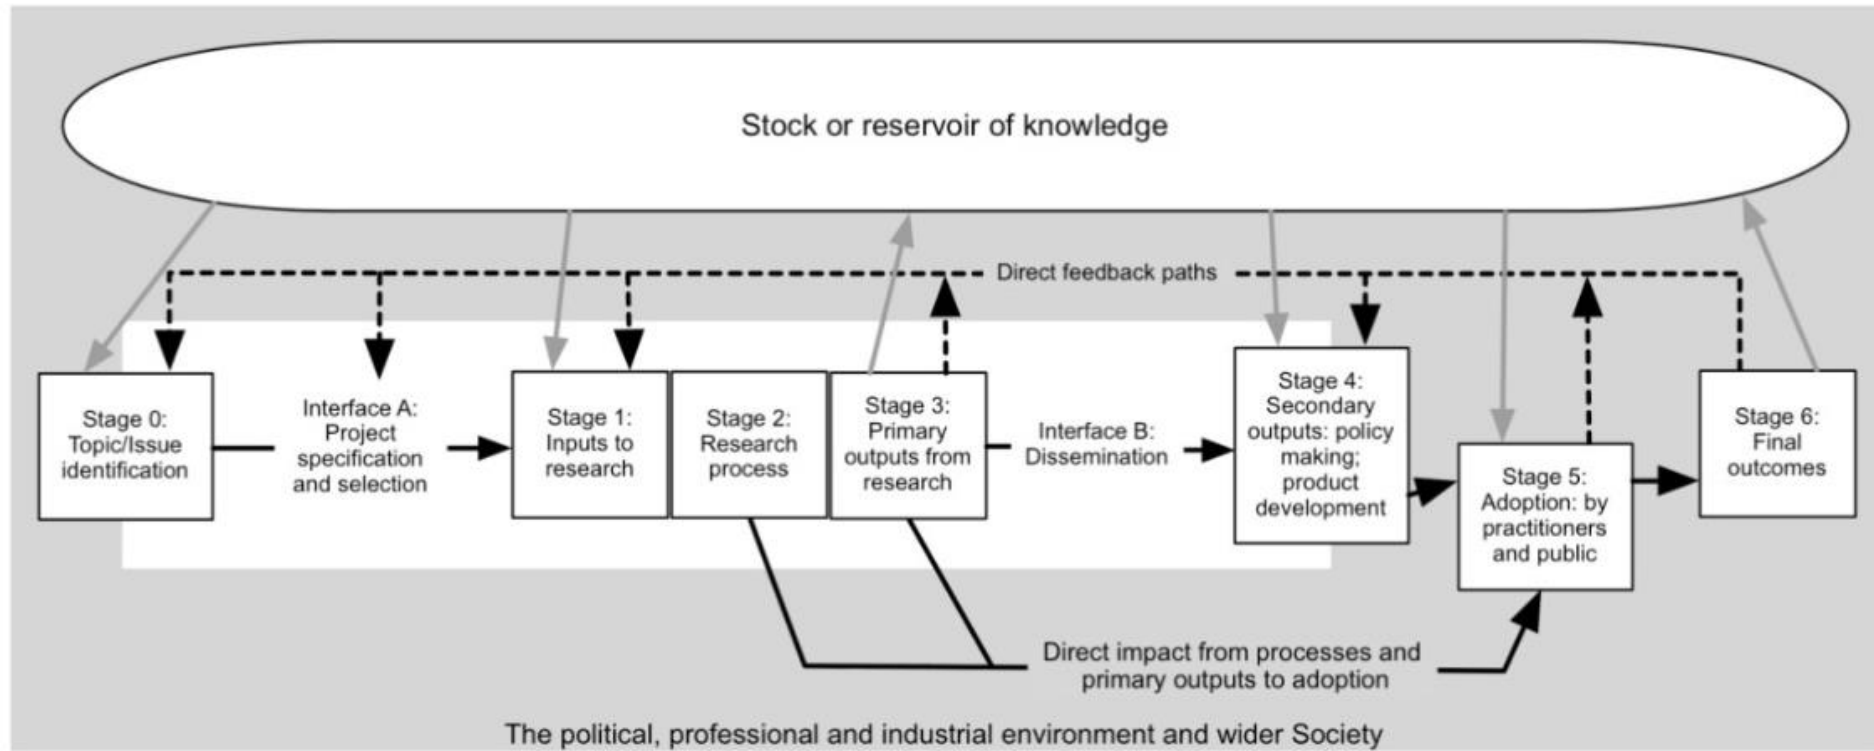 Stock or reservoir of knowledge
Direct feedback paths
Stage 0:
Topic/Issue
identification
Interface A:
Project
specification
and selection
Stage 1:
Inputs to
research
Stage 2:
Research
process
Stage 3:
Primary
outputs from
research
Interface B:
Dissemination
Stage 4:
Secondary
outputs: policy
making;
product
development
Stage 5:
Adoption: by
practitioners
and public
Stage 6:
Final
outcomes
Direct impact from processes and
primary outputs to adoption
The political, professional and industrial environment and wider Society